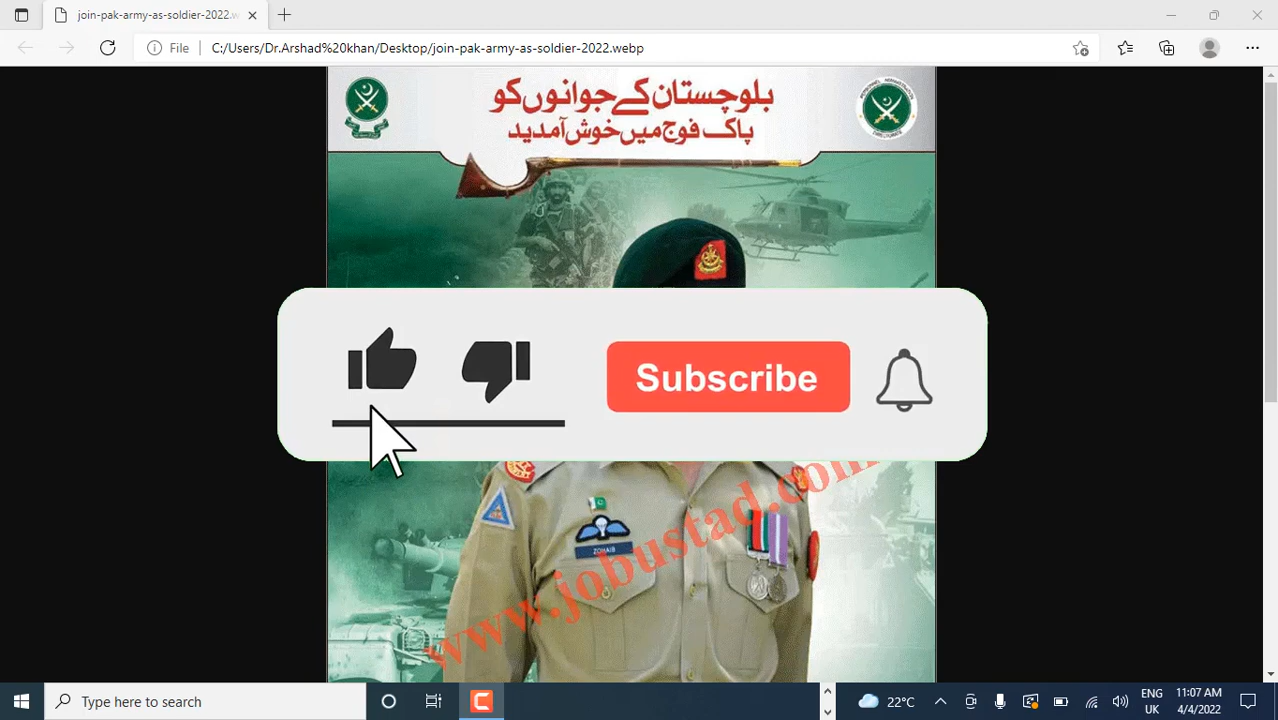 join-pak-army-as-soldier-2022.w
File
C:/Users/Dr.Arshad%20khan/Desktop/join-pak-army-as-soldier-2022.webp
بلوچستان کے جوانوں کو
پاک فوج میں خوش آمدید
Subscribe
ZOHAIB
www.jobustad.com
Type here to search
22°C
ENG
UK
11:07 AM
4/4/2022